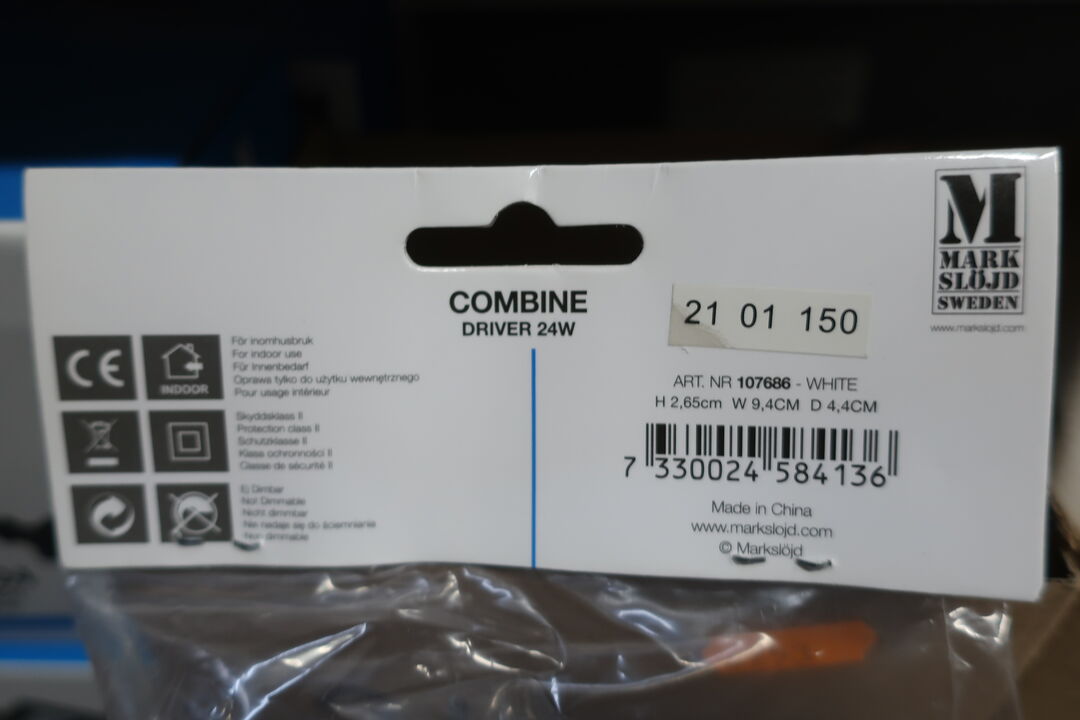 COMBINE
DRIVER 24W
CE
INDOOR
För inomhusbruk
For indoor use
Für Innenbedarf
Oprawa tylko do użytku wewnętrznego
Pour usage intérieur
Skyddsklass II
Protection class II
Schutzklasse II
Klasa ochronności II
Classe de sécurité II
Ej Dimbar
Not Dimmable
Nicht dimmbar
Nie nadaje się do ściemniania
Non dimmable
M
MARK
SLÖJD
SWEDEN
www.markslojd.com
21 01 150
ART. NR 107686 - WHITE
H 2,65cm W 9,4CM D 4,4CM
7 330024 584136
Made in China
www.markslojd.com
© Markslöjd